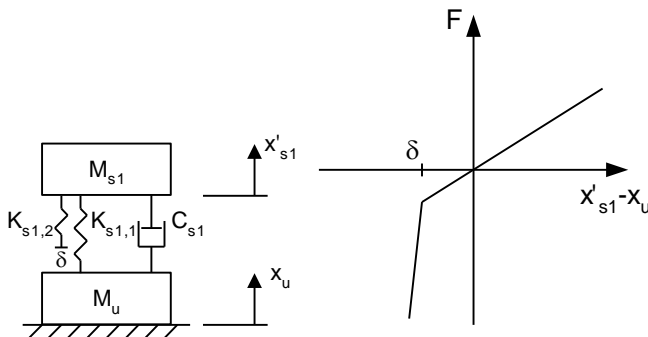 F
x's1
Ms1
δ
Ks1,2
Ks1,1
Cs1
δ
x's1-xu
xu
Mu